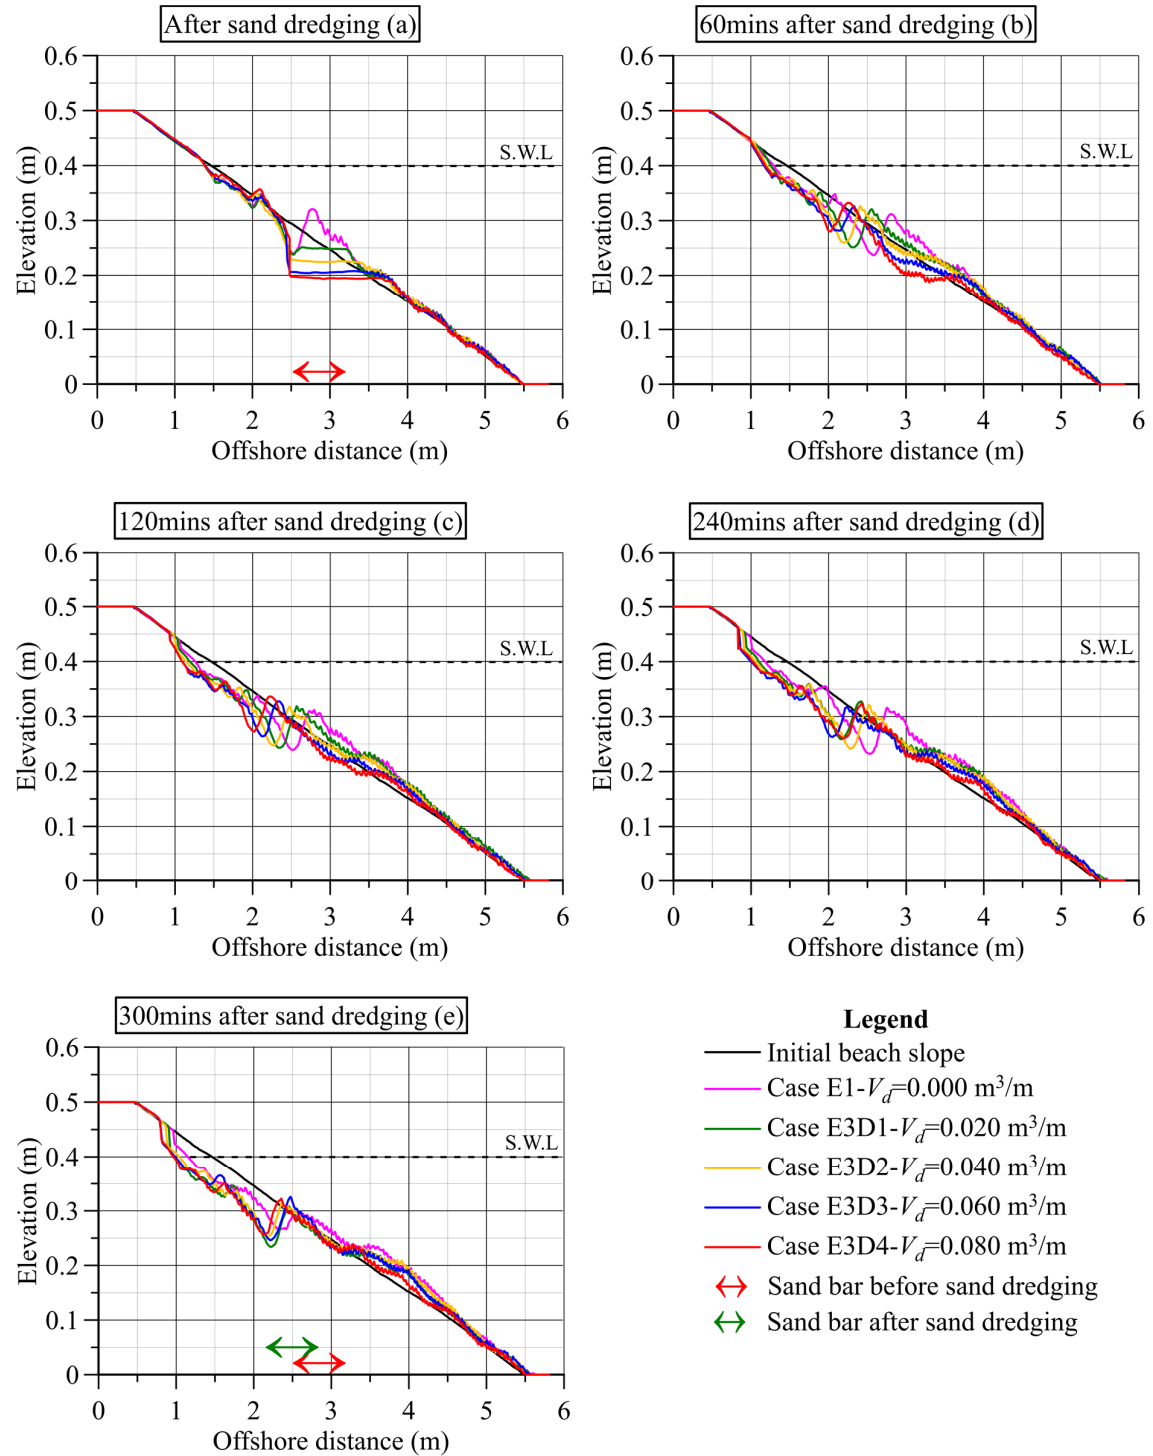 After sand dredging (a)
0.6
0.5
0.4
0.3
0.2
0.1
0
S.W.L
Elevation (m)
0 1 2 3 4 5 6
Offshore distance (m)
60mins after sand dredging (b)
0.6
0.5
0.4
0.3
0.2
0.1
0
S.W.L
Elevation (m)
0 1 2 3 4 5 6
Offshore distance (m)
120mins after sand dredging (c)
0.6
0.5
0.4
0.3
0.2
0.1
0
S.W.L
Elevation (m)
0 1 2 3 4 5 6
Offshore distance (m)
240mins after sand dredging (d)
0.6
0.5
0.4
0.3
0.2
0.1
0
S.W.L
Elevation (m)
0 1 2 3 4 5 6
Offshore distance (m)
300mins after sand dredging (e)
0.6
0.5
0.4
0.3
0.2
0.1
0
S.W.L
Elevation (m)
0 1 2 3 4 5 6
Offshore distance (m)
Legend
Initial beach slope
Case E1-V_d=0.000 m³/m
Case E3D1-V_d=0.020 m³/m
Case E3D2-V_d=0.040 m³/m
Case E3D3-V_d=0.060 m³/m
Case E3D4-V_d=0.080 m³/m
Sand bar before sand dredging
Sand bar after sand dredging